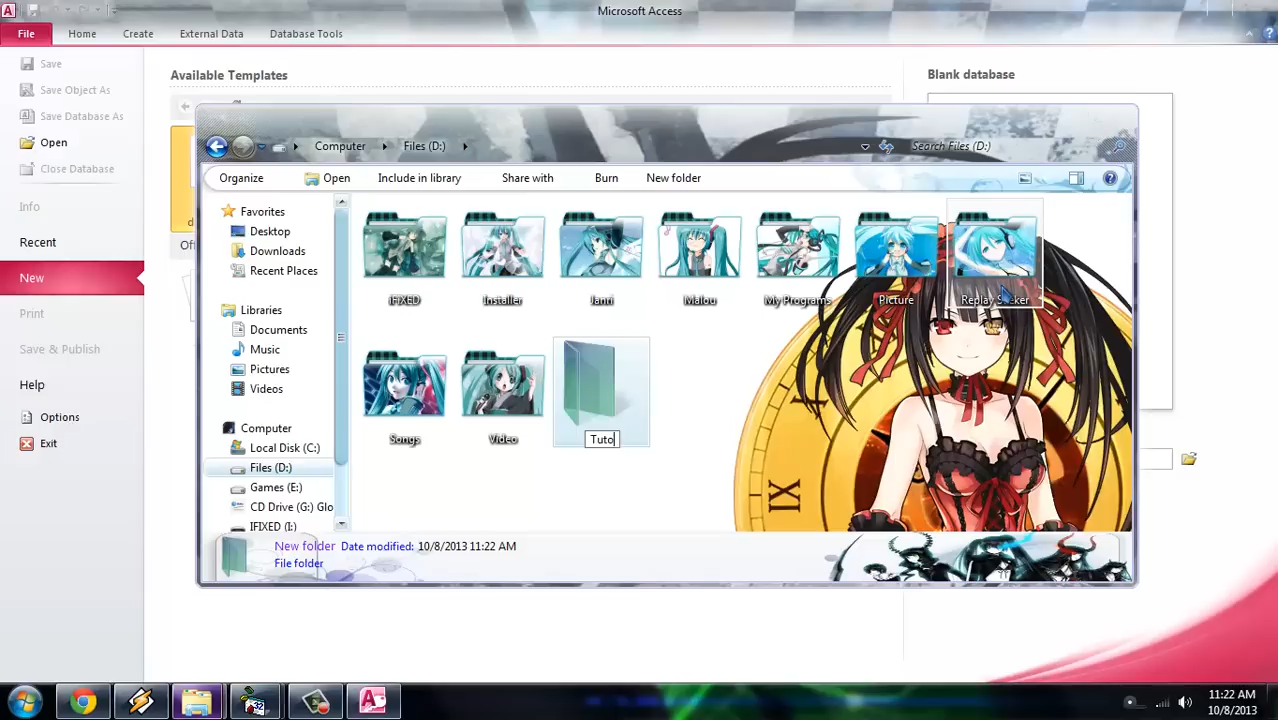 Microsoft Access
File Home Create External Data Database Tools
Save
Save Object As
Save Database As
Open
Close Database
Info
Recent
New
Print
Save & Publish
Help
Options
Exit
Available Templates
Blank database
Computer Files (D:) Search Files (D:)
Organize Open Include in library Share with Burn New folder
Favorites
Desktop
Downloads
Recent Places
Libraries
Documents
Music
Pictures
Videos
Computer
Local Disk (C:)
Files (D:)
Games (E:)
CD Drive (G:) Glo
IFIXED (I:)
iFIXED Installer Janri Malou My Programs Picture Replay
Songs Video Tuto
New folder Date modified: 10/8/2013 11:22 AM
File folder
IX
11:22 AM
10/8/2013